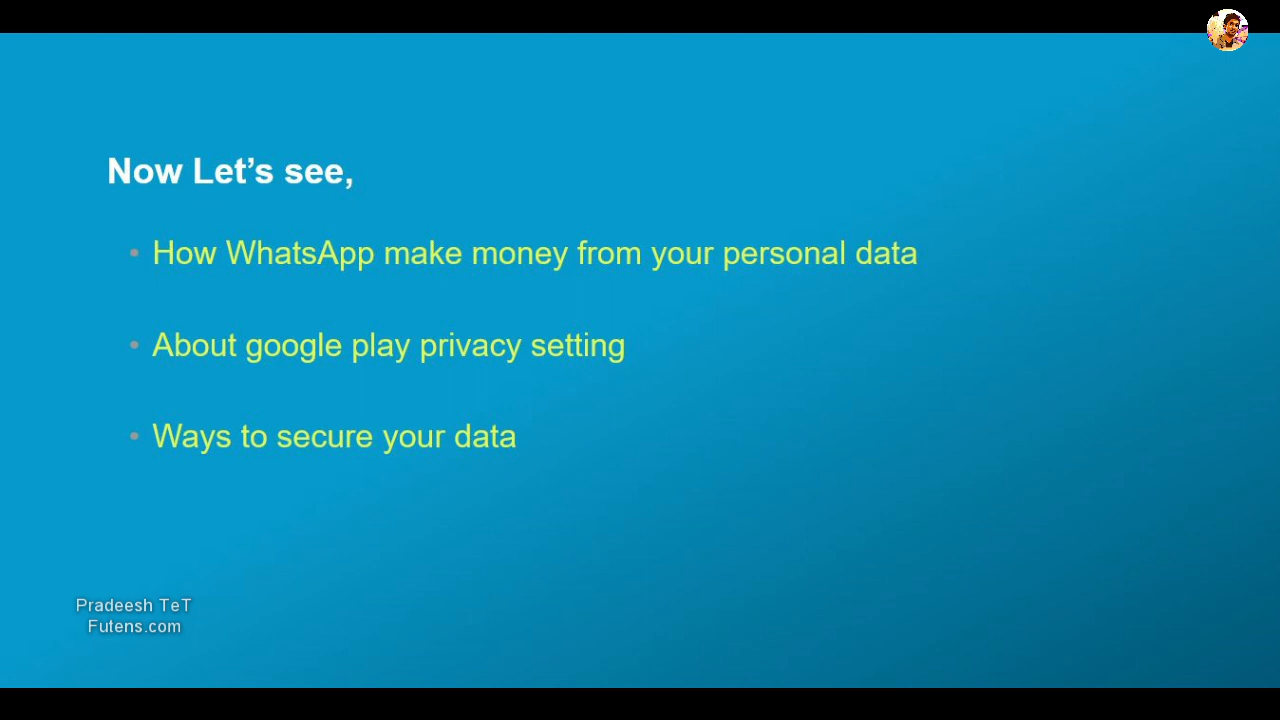 Now Let’s see,
• How WhatsApp make money from your personal data
• About google play privacy setting
• Ways to secure your data
Pradeesh TeT
Futens.com